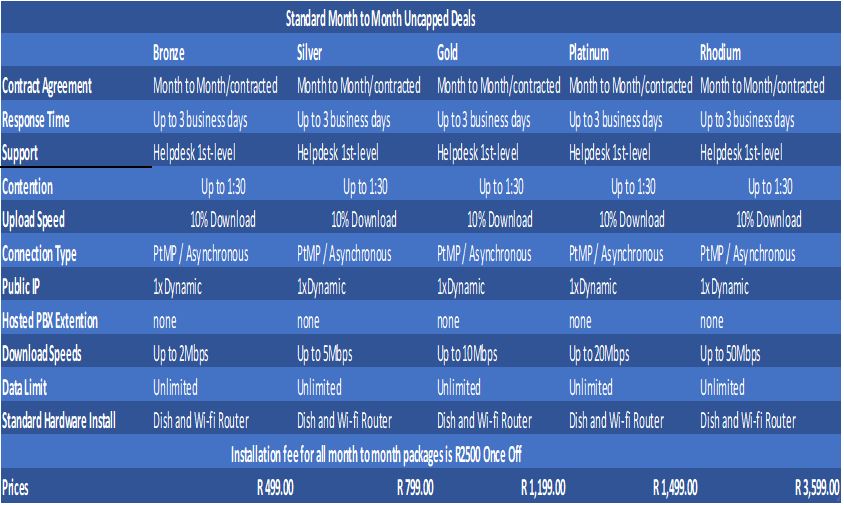 Standard Month to Month Uncapped Deals
Bronze Silver Gold Platinum Rhodium
Contract Agreement Month to Month/contracted Month to Month/contracted Month to Month/contracted Month to Month/contracted Month to Month/contracted
Response Time Up to 3 business days Up to 3 business days Up to 3 business days Up to 3 business days Up to 3 business days
Support Helpdesk 1st-level Helpdesk 1st-level Helpdesk 1st-level Helpdesk 1st-level Helpdesk 1st-level
Contention Up to 1:30 Up to 1:30 Up to 1:30 Up to 1:30 Up to 1:30
Upload Speed 10% Download 10% Download 10% Download 10% Download 10% Download
Connection Type PtMP / Asynchronous PtMP / Asynchronous PtMP / Asynchronous PtMP / Asynchronous PtMP / Asynchronous
Public IP 1xDynamic 1xDynamic 1xDynamic 1xDynamic 1xDynamic
Hosted PBX Extention none none none none none
Download Speeds Up to 2Mbps Up to 5Mbps Up to 10Mbps Up to 20Mbps Up to 50Mbps
Data Limit Unlimited Unlimited Unlimited Unlimited Unlimited
Standard Hardware Install Dish and Wi-fi Router Dish and Wi-fi Router Dish and Wi-fi Router Dish and Wi-fi Router Dish and Wi-fi Router
Installation fee for all month to month packages is R2500 Once Off
Prices R 499.00 R 799.00 R 1,199.00 R 1,499.00 R 3,599.00